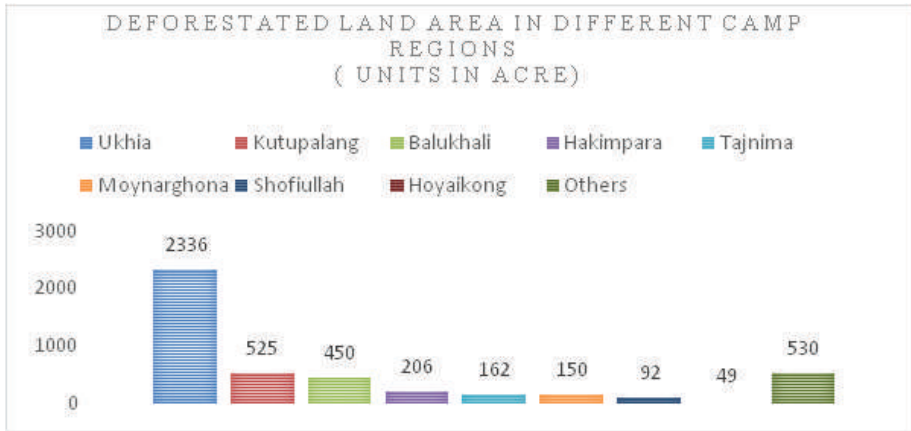 DEFORESTATED LAND AREA IN DIFFERENT CAMP
REGIONS
( UNITS IN ACRE)
Ukhia Kutupalang Balukhali Hakimpara Tajnima
Moynarghona Shofiullah Hoyaikong Others
3000
2336
2000
1000
525 450 206 162 150 92 49 530
0